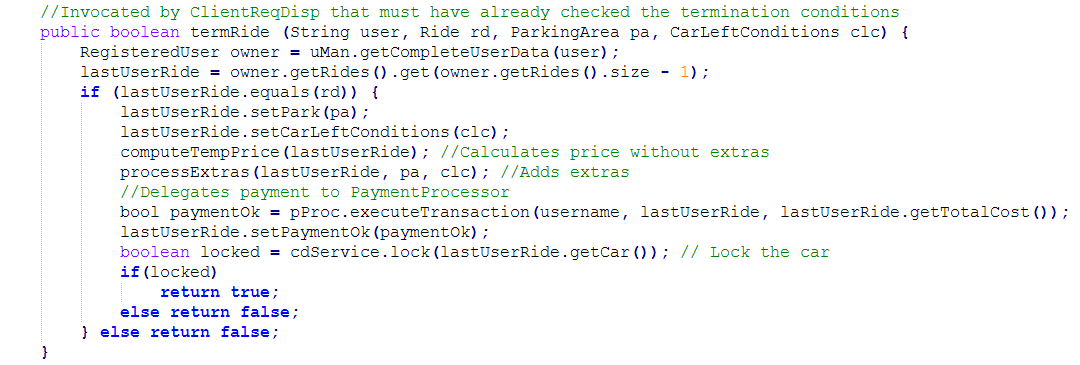 //Invocated by ClientReqDisp that must have already checked the termination conditions
public boolean termRide (String user, Ride rd, ParkingArea pa, CarLeftConditions clc) {
RegisteredUser owner = uMan.getCompleteUserData(user);
lastUserRide = owner.getRides().get(owner.getRides().size - 1);
if (lastUserRide.equals(rd)) {
lastUserRide.setPark(pa);
lastUserRide.setCarLeftConditions(clc);
computeTempPrice(lastUserRide); //Calculates price without extras
processExtras(lastUserRide, pa, clc); //Adds extras
//Delegates payment to PaymentProcessor
bool paymentOk = pProc.executeTransaction(username, lastUserRide, lastUserRide.getTotalCost());
lastUserRide.setPaymentOk(paymentOk);
boolean locked = cdService.lock(lastUserRide.getCar()); // Lock the car
if(locked)
return true;
else return false;
} else return false;
}